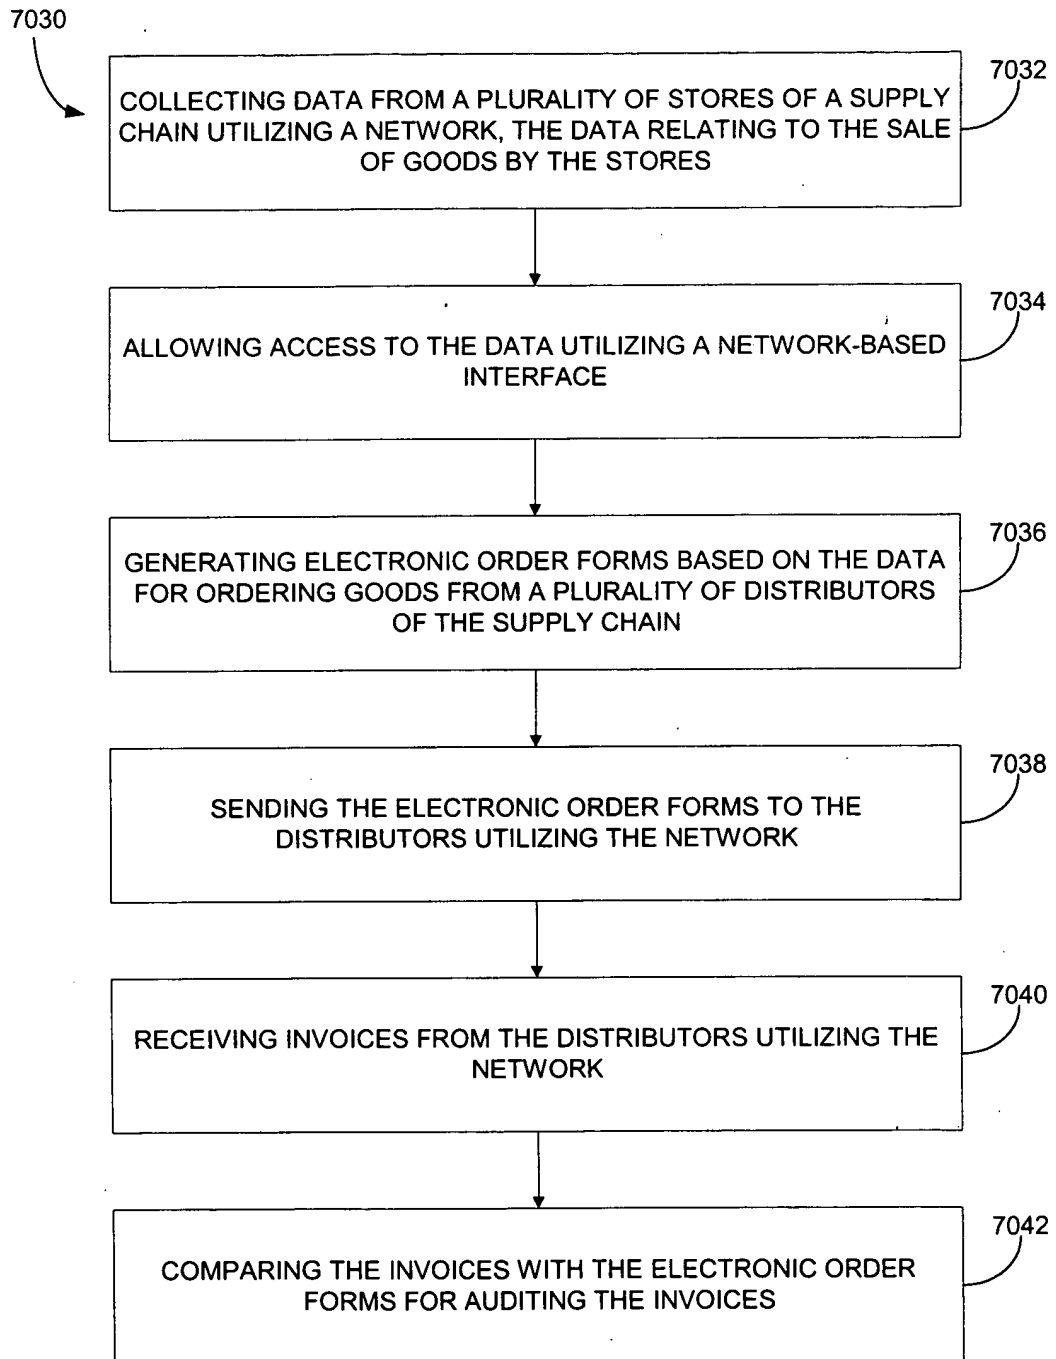 7030
7032
COLLECTING DATA FROM A PLURALITY OF STORES OF A SUPPLY
CHAIN UTILIZING A NETWORK, THE DATA RELATING TO THE SALE
OF GOODS BY THE STORES
7034
ALLOWING ACCESS TO THE DATA UTILIZING A NETWORK-BASED
INTERFACE
7036
GENERATING ELECTRONIC ORDER FORMS BASED ON THE DATA
FOR ORDERING GOODS FROM A PLURALITY OF DISTRIBUTORS
OF THE SUPPLY CHAIN
7038
SENDING THE ELECTRONIC ORDER FORMS TO THE
DISTRIBUTORS UTILIZING THE NETWORK
7040
RECEIVING INVOICES FROM THE DISTRIBUTORS UTILIZING THE
NETWORK
7042
COMPARING THE INVOICES WITH THE ELECTRONIC ORDER
FORMS FOR AUDITING THE INVOICES